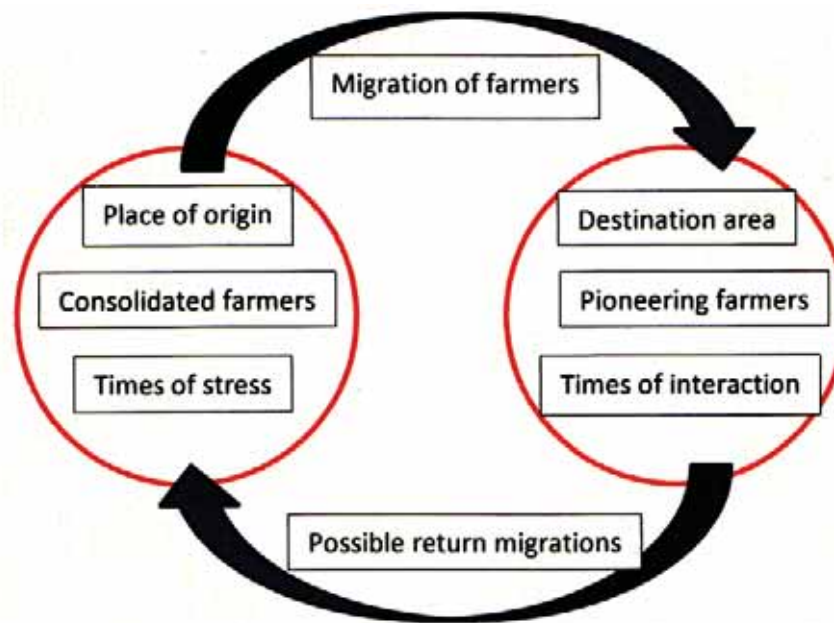 Migration of farmers
Place of origin
Consolidated farmers
Times of stress
Destination area
Pioneering farmers
Times of interaction
Possible return migrations